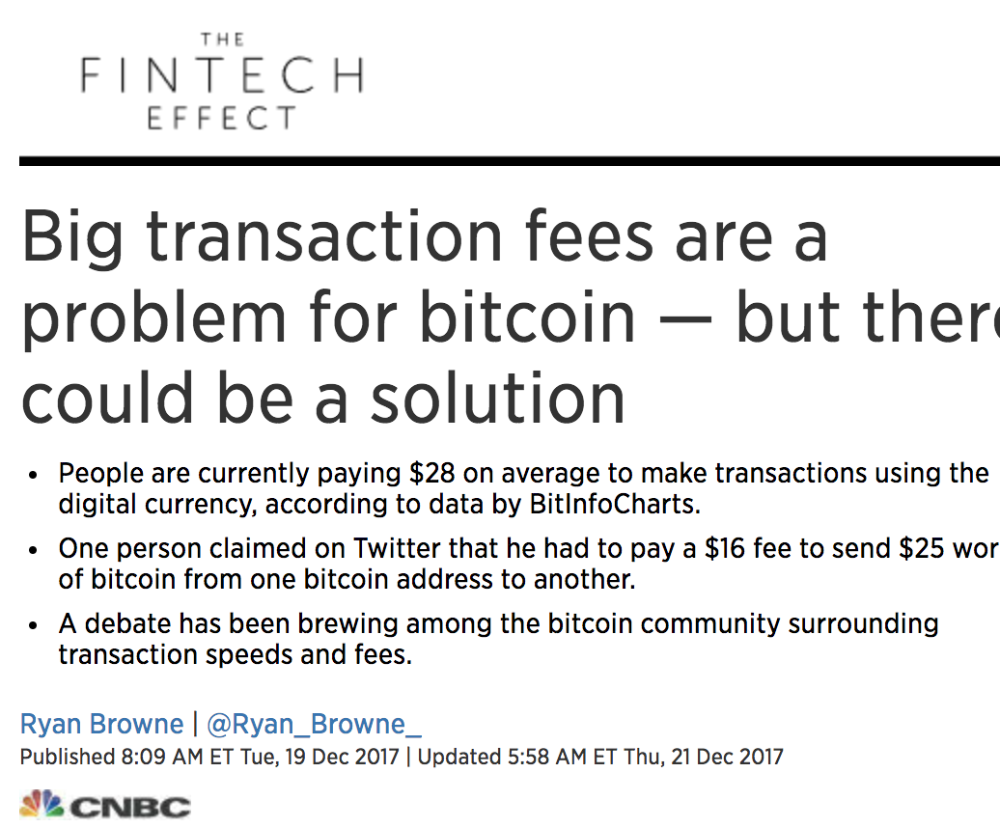 THE
FINTECH
EFFECT
Big transaction fees are a
problem for bitcoin — but there
could be a solution
• People are currently paying $28 on average to make transactions using the
digital currency, according to data by BitInfoCharts.
• One person claimed on Twitter that he had to pay a $16 fee to send $25 wor
of bitcoin from one bitcoin address to another.
• A debate has been brewing among the bitcoin community surrounding
transaction speeds and fees.
Ryan Browne | @Ryan_Browne_
Published 8:09 AM ET Tue, 19 Dec 2017 | Updated 5:58 AM ET Thu, 21 Dec 2017
CNBC